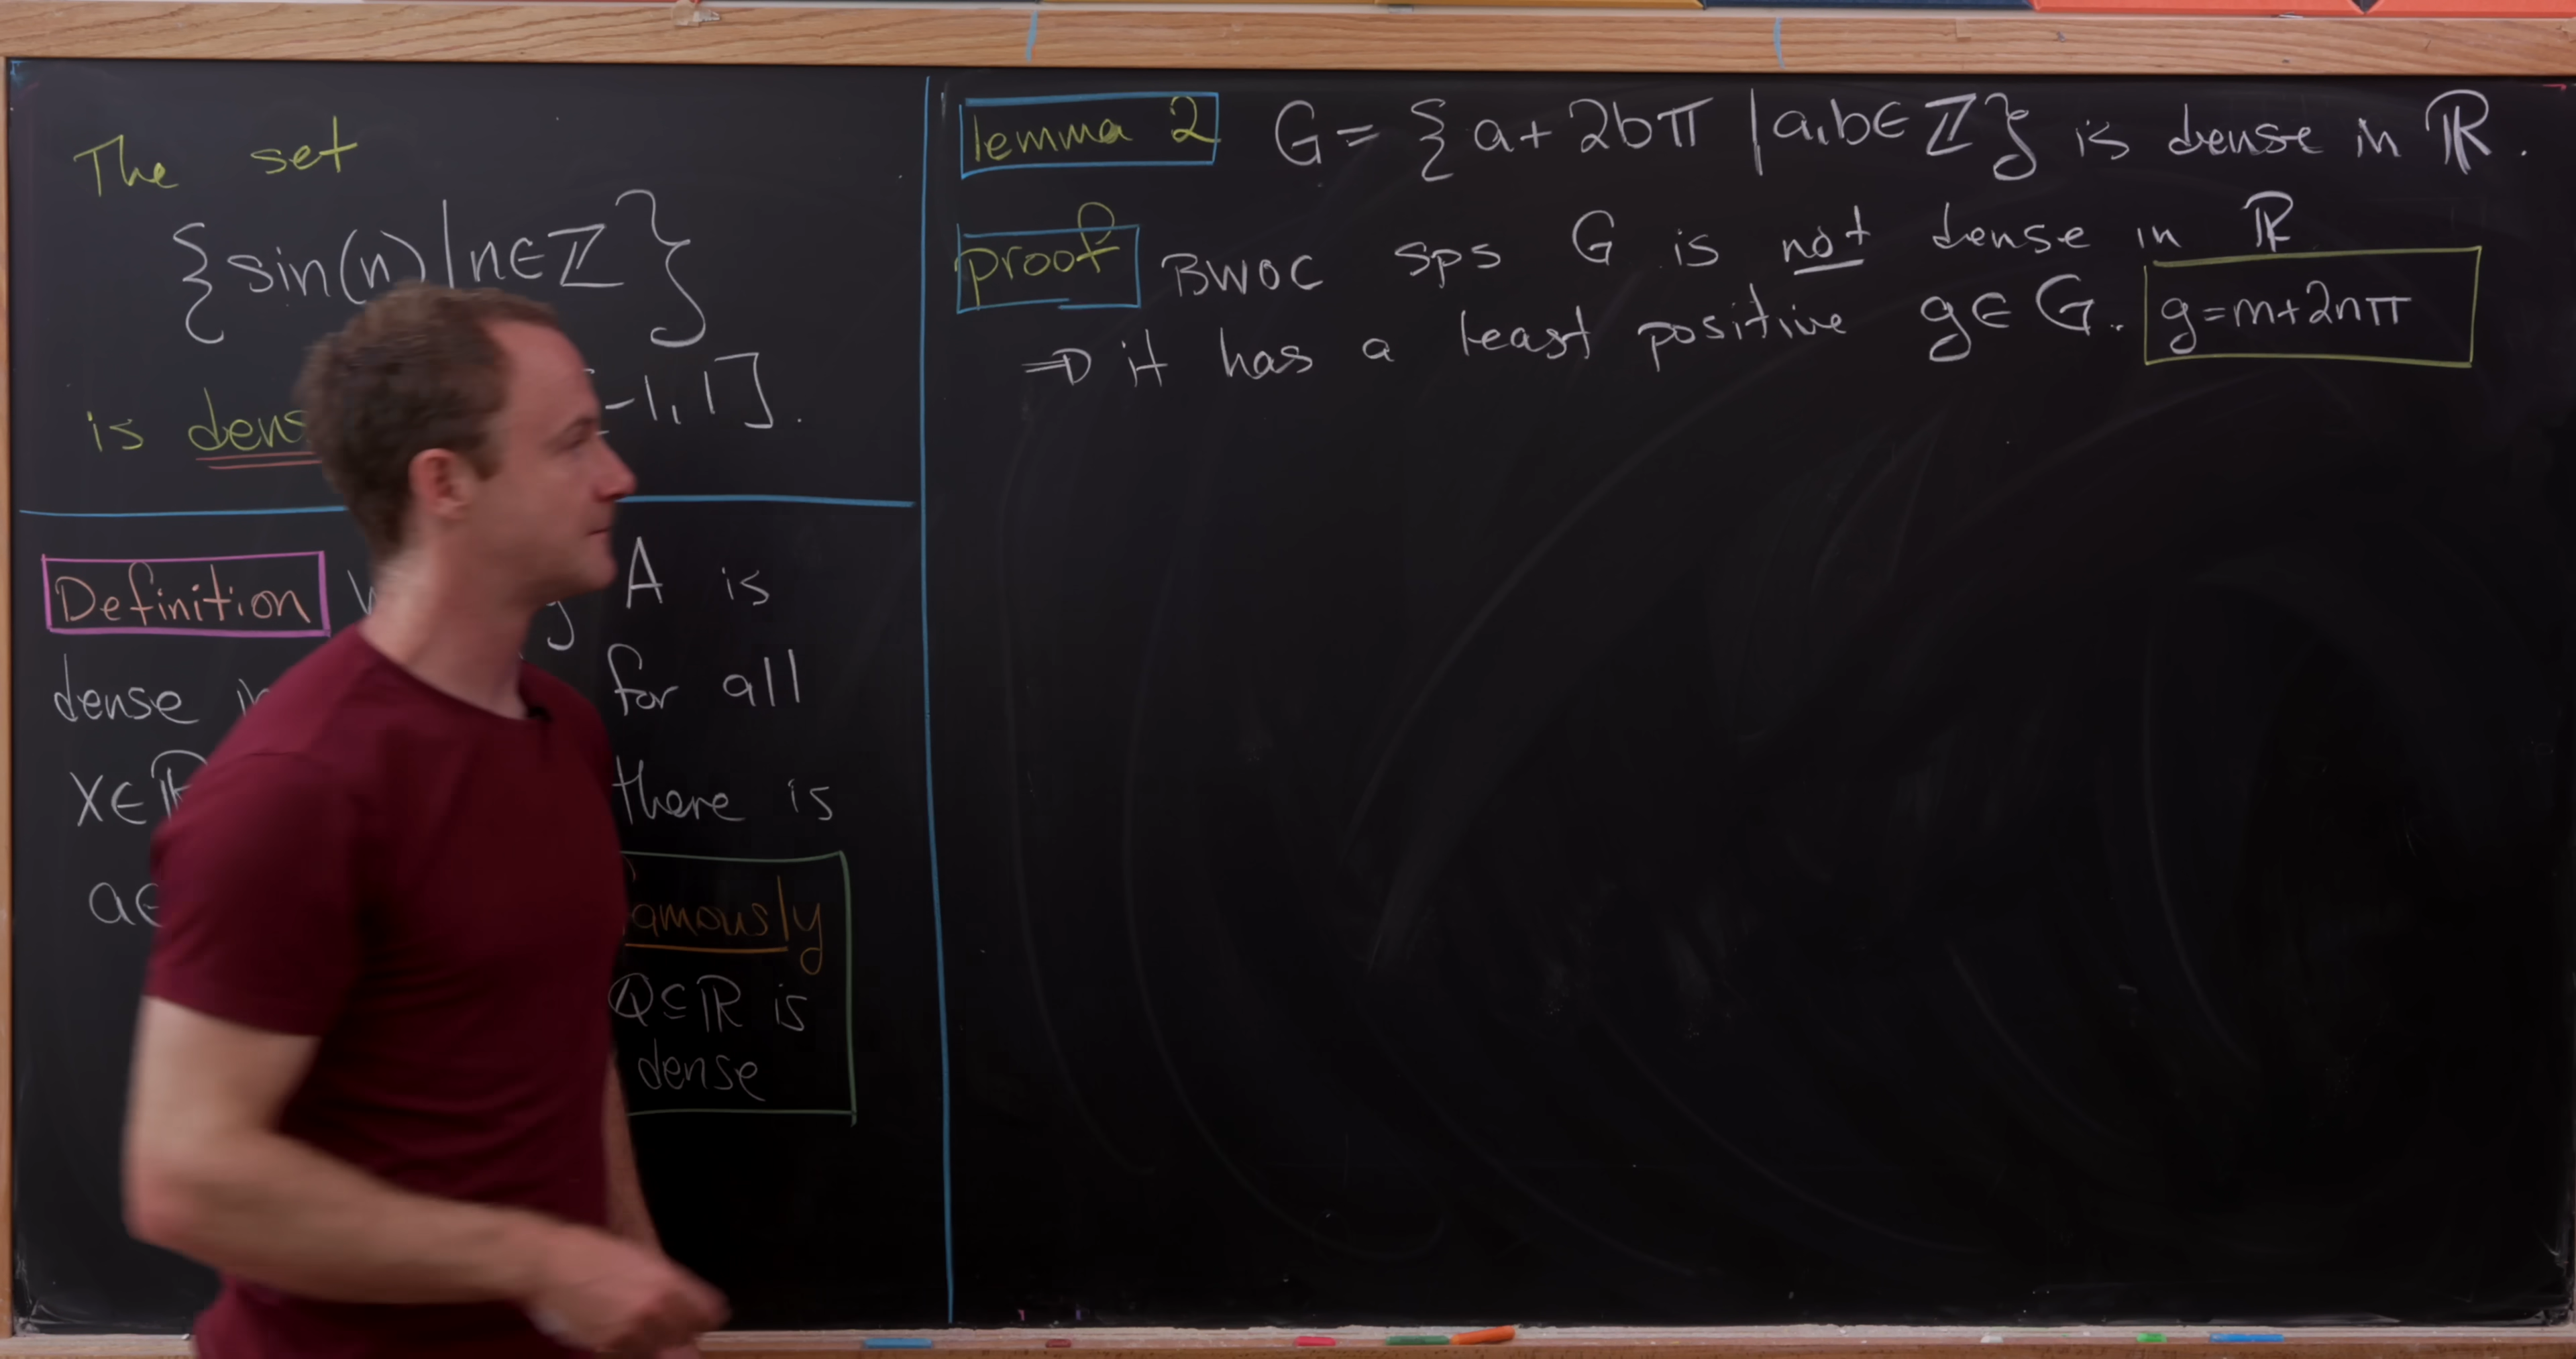 The set
{sin(n) | n∈ℤ}
is dens -1, 1].
Definition A is
dense for all
x∈ℝ there is
a∈
amously
ℚ⊆ℝ is
dense
lemma 2 G = {a + 2bπ | a,b∈ℤ} is dense in ℝ.
proof BWOC sps G is not dense in ℝ
⇒ it has a least positive g∈G. g=m+2nπ